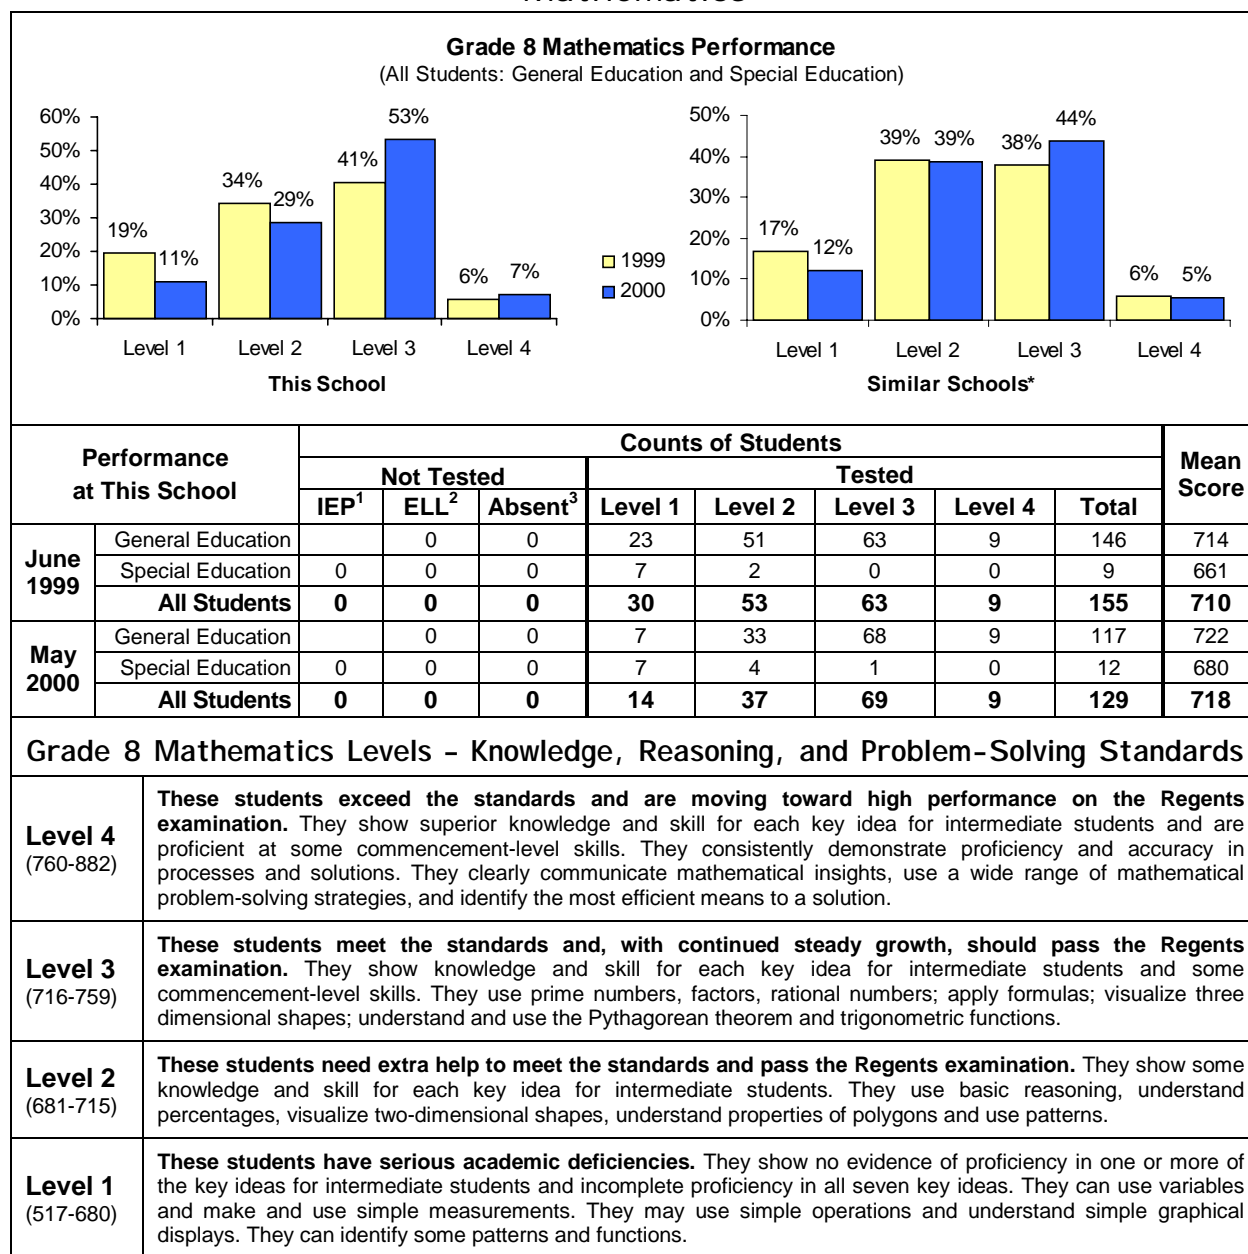 Mathematics
Grade 8 Mathematics Performance
(All Students: General Education and Special Education)
60%
50%
40%
30%
20%
10%
0%
19%
11%
34%
29%
41%
53%
6%
7%
Level 1
Level 2
Level 3
Level 4
This School
1999
2000
50%
40%
30%
20%
10%
0%
17%
12%
39%
39%
38%
44%
6%
5%
Level 1
Level 2
Level 3
Level 4
Similar Schools*
Performance at This School
Counts of Students
Mean Score
Not Tested
Tested
IEP¹ ELL² Absent³ Level 1 Level 2 Level 3 Level 4 Total
June 1999
General Education 0 0 23 51 63 9 146 714
Special Education 0 0 0 7 2 0 0 9 661
All Students 0 0 0 30 53 63 9 155 710
May 2000
General Education 0 0 7 33 68 9 117 722
Special Education 0 0 0 7 4 1 0 12 680
All Students 0 0 0 14 37 69 9 129 718
Grade 8 Mathematics Levels – Knowledge, Reasoning, and Problem-Solving Standards
Level 4
(760-882)
These students exceed the standards and are moving toward high performance on the Regents
examination. They show superior knowledge and skill for each key idea for intermediate students and are
proficient at some commencement-level skills. They consistently demonstrate proficiency and accuracy in
processes and solutions. They clearly communicate mathematical insights, use a wide range of mathematical
problem-solving strategies, and identify the most efficient means to a solution.
Level 3
(716-759)
These students meet the standards and, with continued steady growth, should pass the Regents
examination. They show knowledge and skill for each key idea for intermediate students and some
commencement-level skills. They use prime numbers, factors, rational numbers; apply formulas; visualize three
dimensional shapes; understand and use the Pythagorean theorem and trigonometric functions.
Level 2
(681-715)
These students need extra help to meet the standards and pass the Regents examination. They show some
knowledge and skill for each key idea for intermediate students. They use basic reasoning, understand
percentages, visualize two-dimensional shapes, understand properties of polygons and use patterns.
Level 1
(517-680)
These students have serious academic deficiencies. They show no evidence of proficiency in one or more of
the key ideas for intermediate students and incomplete proficiency in all seven key ideas. They can use variables
and make and use simple measurements. They may use simple operations and understand simple graphical
displays. They can identify some patterns and functions.